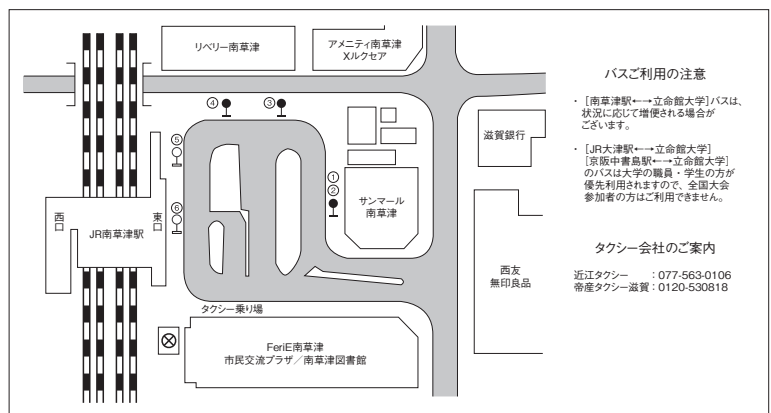 リベリー南草津
アメニティ南草津
Xルクセア
④
③
⑤
①
②
⑥
サンマール
南草津
滋賀銀行
西口
東口
JR南草津駅
西友
無印良品
タクシー乗り場
FeriE南草津
市民交流プラザ／南草津図書館
バスご利用の注意
・［南草津駅←→立命館大学］バスは、
状況に応じて増便される場合が
ございます。
・［JR大津駅←→立命館大学］
［京阪中書島駅←→立命館大学］
のバスは大学の職員・学生の方が
優先利用されますので、全国大会
参加者の方はご利用できません。
タクシー会社のご案内
近江タクシー　：077-563-0106
帝産タクシー滋賀：0120-530818